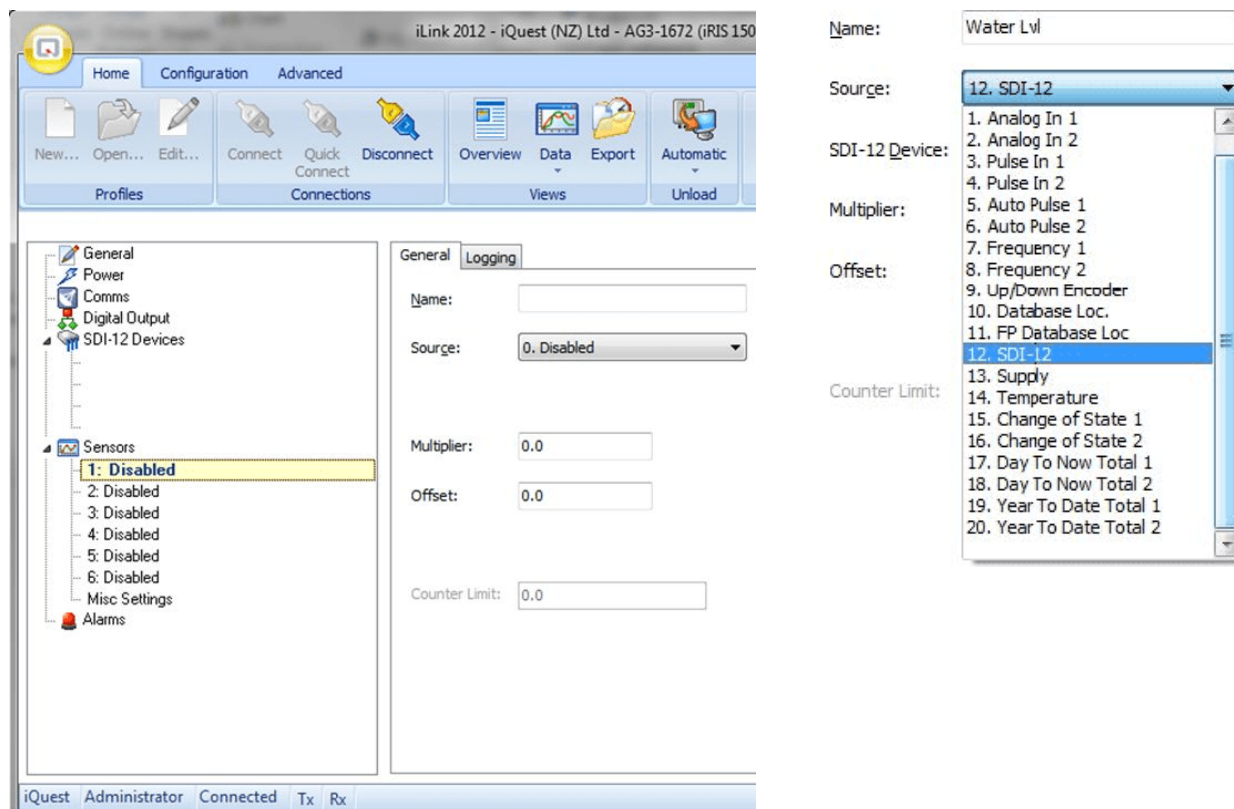 iLink 2012 - iQuest (NZ) Ltd - AG3-1672 (iRIS 150
Home Configuration Advanced
New... Open... Edit... Connect Quick Connect Disconnect Overview Data Export Automatic
Profiles Connections Views Unload
General
Power
Comms
Digital Output
SDI-12 Devices
Sensors
1: Disabled
2: Disabled
3: Disabled
4: Disabled
5: Disabled
6: Disabled
Misc Settings
Alarms
General Logging
Name:
Source: 0. Disabled
Multiplier: 0.0
Offset: 0.0
Counter Limit: 0.0
iQuest Administrator Connected Tx Rx
Name: Water Lvl
Source: 12. SDI-12
SDI-12 Device:
Multiplier:
Offset:
Counter Limit:
1. Analog In 1
2. Analog In 2
3. Pulse In 1
4. Pulse In 2
5. Auto Pulse 1
6. Auto Pulse 2
7. Frequency 1
8. Frequency 2
9. Up/Down Encoder
10. Database Loc.
11. FP Database Loc
12. SDI-12
13. Supply
14. Temperature
15. Change of State 1
16. Change of State 2
17. Day To Now Total 1
18. Day To Now Total 2
19. Year To Date Total 1
20. Year To Date Total 2